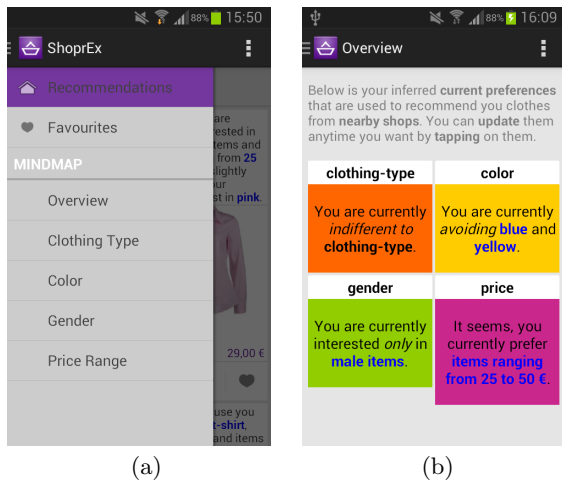 88% 15:50
ShoprEx
Recommendations
Favourites
MINDMAP
Overview
Clothing Type
Color
Gender
Price Range
are
rested in
tems and
from 25
slightly
our
st in pink.
29,00 €
use you
t-shirt,
and items
(a)
88% 16:09
Overview
Below is your inferred current preferences
that are used to recommend you clothes
from nearby shops. You can update them
anytime you want by tapping on them.
clothing-type
color
You are currently
indifferent to
clothing-type.
You are currently
avoiding blue and
yellow.
gender
price
You are currently
interested only in
male items.
It seems, you
currently prefer
items ranging
from 25 to 50 €.
(b)